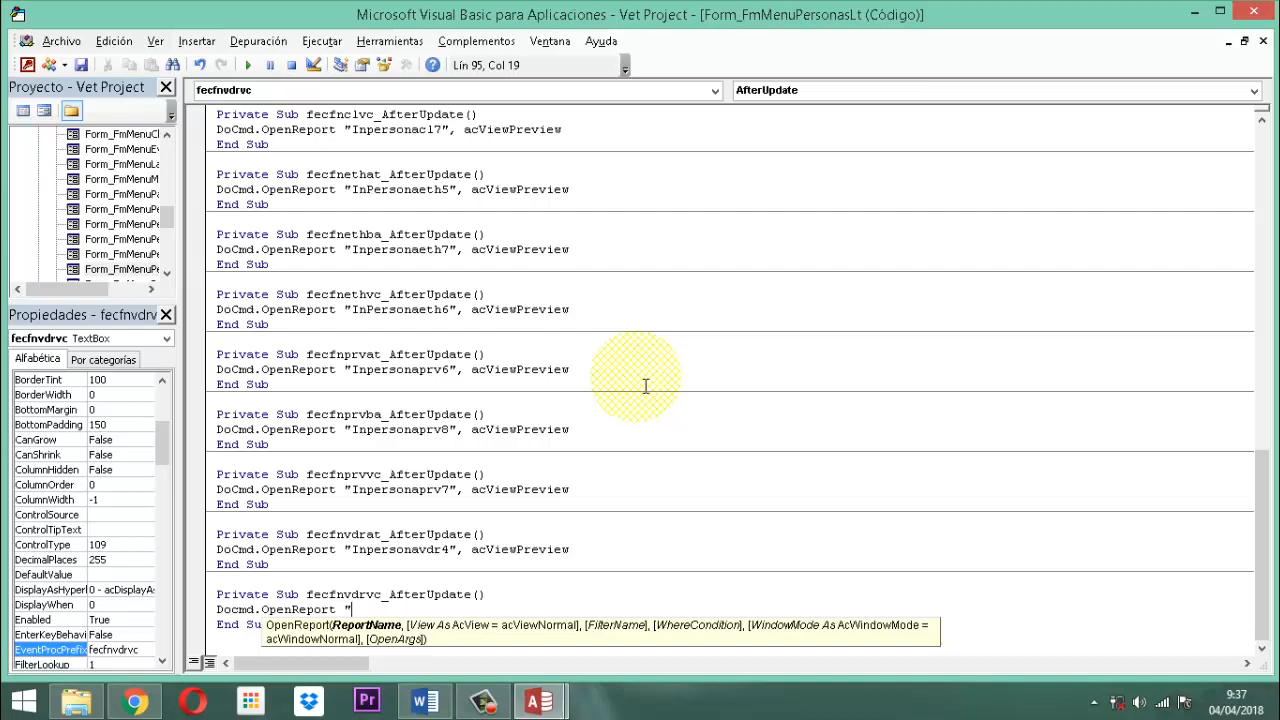 Microsoft Visual Basic para Aplicaciones - Vet Project - [Form_FmMenuPersonasLt (Código)]
Archivo Edición Ver Insertar Formato Depuración Ejecutar Herramientas Complementos Ventana Ayuda
Lín 95, Col 19
Proyecto - Vet Project
fecfnvdrvc AfterUpdate
Form_FmMenuCl
Form_FmMenuEv
Form_FmMenuLa
Form_FmMenuM
Form_FmMenuPa
Form_FmMenuPe
Form_FmMenuPe
Form_FmMenuPe
Form_FmMenuPe
Form_FmMenuPe
Propiedades - fecfnvdrv
fecfnvdrvc TextBox
Alfabética Por categorías
BorderTint 100
BorderWidth 0
BottomMargin 0
BottomPadding 150
CanGrow False
CanShrink False
ColumnHidden False
ColumnOrder 0
ColumnWidth -1
ControlSource
ControlTipText
ControlType 109
DecimalPlaces 255
DefaultValue
DisplayAsHyperl 0 - acDisplayAs
DisplayWhen 0
Enabled True
EnterKeyBehavi False
EventProcPrefix fecfnvdrvc
FilterLookup 1
Private Sub fecfnclvc_AfterUpdate()
DoCmd.OpenReport "Inpersonacl7", acViewPreview
End Sub
Private Sub fecfnethat_AfterUpdate()
DoCmd.OpenReport "InPersonaeth5", acViewPreview
End Sub
Private Sub fecfnethba_AfterUpdate()
DoCmd.OpenReport "InPersonaeth7", acViewPreview
End Sub
Private Sub fecfnethvc_AfterUpdate()
DoCmd.OpenReport "InPersonaeth6", acViewPreview
End Sub
Private Sub fecfnprvat_AfterUpdate()
DoCmd.OpenReport "Inpersonaprv6", acViewPreview
End Sub
Private Sub fecfnprvba_AfterUpdate()
DoCmd.OpenReport "Inpersonaprv8", acViewPreview
End Sub
Private Sub fecfnprvvc_AfterUpdate()
DoCmd.OpenReport "Inpersonaprv7", acViewPreview
End Sub
Private Sub fecfnvdrat_AfterUpdate()
DoCmd.OpenReport "Inpersonavdr4", acViewPreview
End Sub
Private Sub fecfnvdrvc_AfterUpdate()
Docmd.OpenReport "
End Su
OpenReport(ReportName, [View As AcView = acViewNormal], [FilterName], [WhereCondition], [WindowMode As AcWindowMode =
acWindowNormal], [OpenArgs])
Pr
9:37
04/04/2018